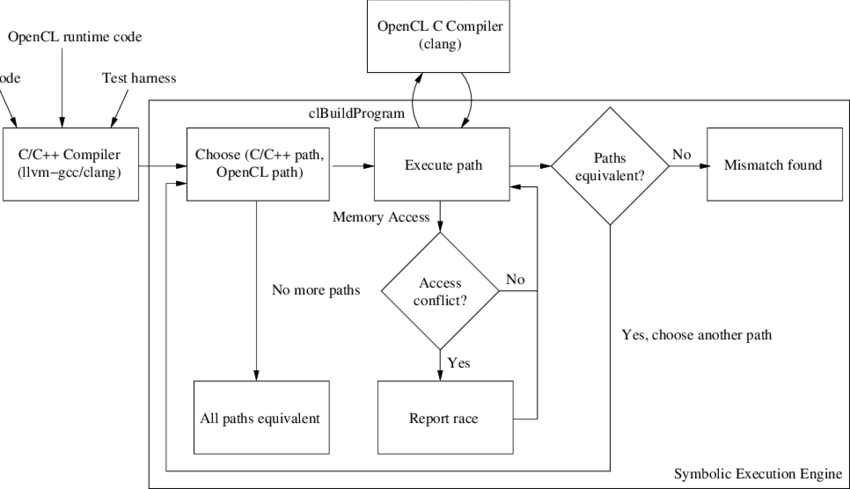 OpenCL runtime code
ode
Test harness
OpenCL C Compiler
(clang)
clBuildProgram
C/C++ Compiler
(llvm−gcc/clang)
Choose (C/C++ path,
OpenCL path)
Execute path
Paths
equivalent?
No
Mismatch found
Memory Access
No more paths
Access
conflict?
No
Yes, choose another path
Yes
All paths equivalent
Report race
Symbolic Execution Engine